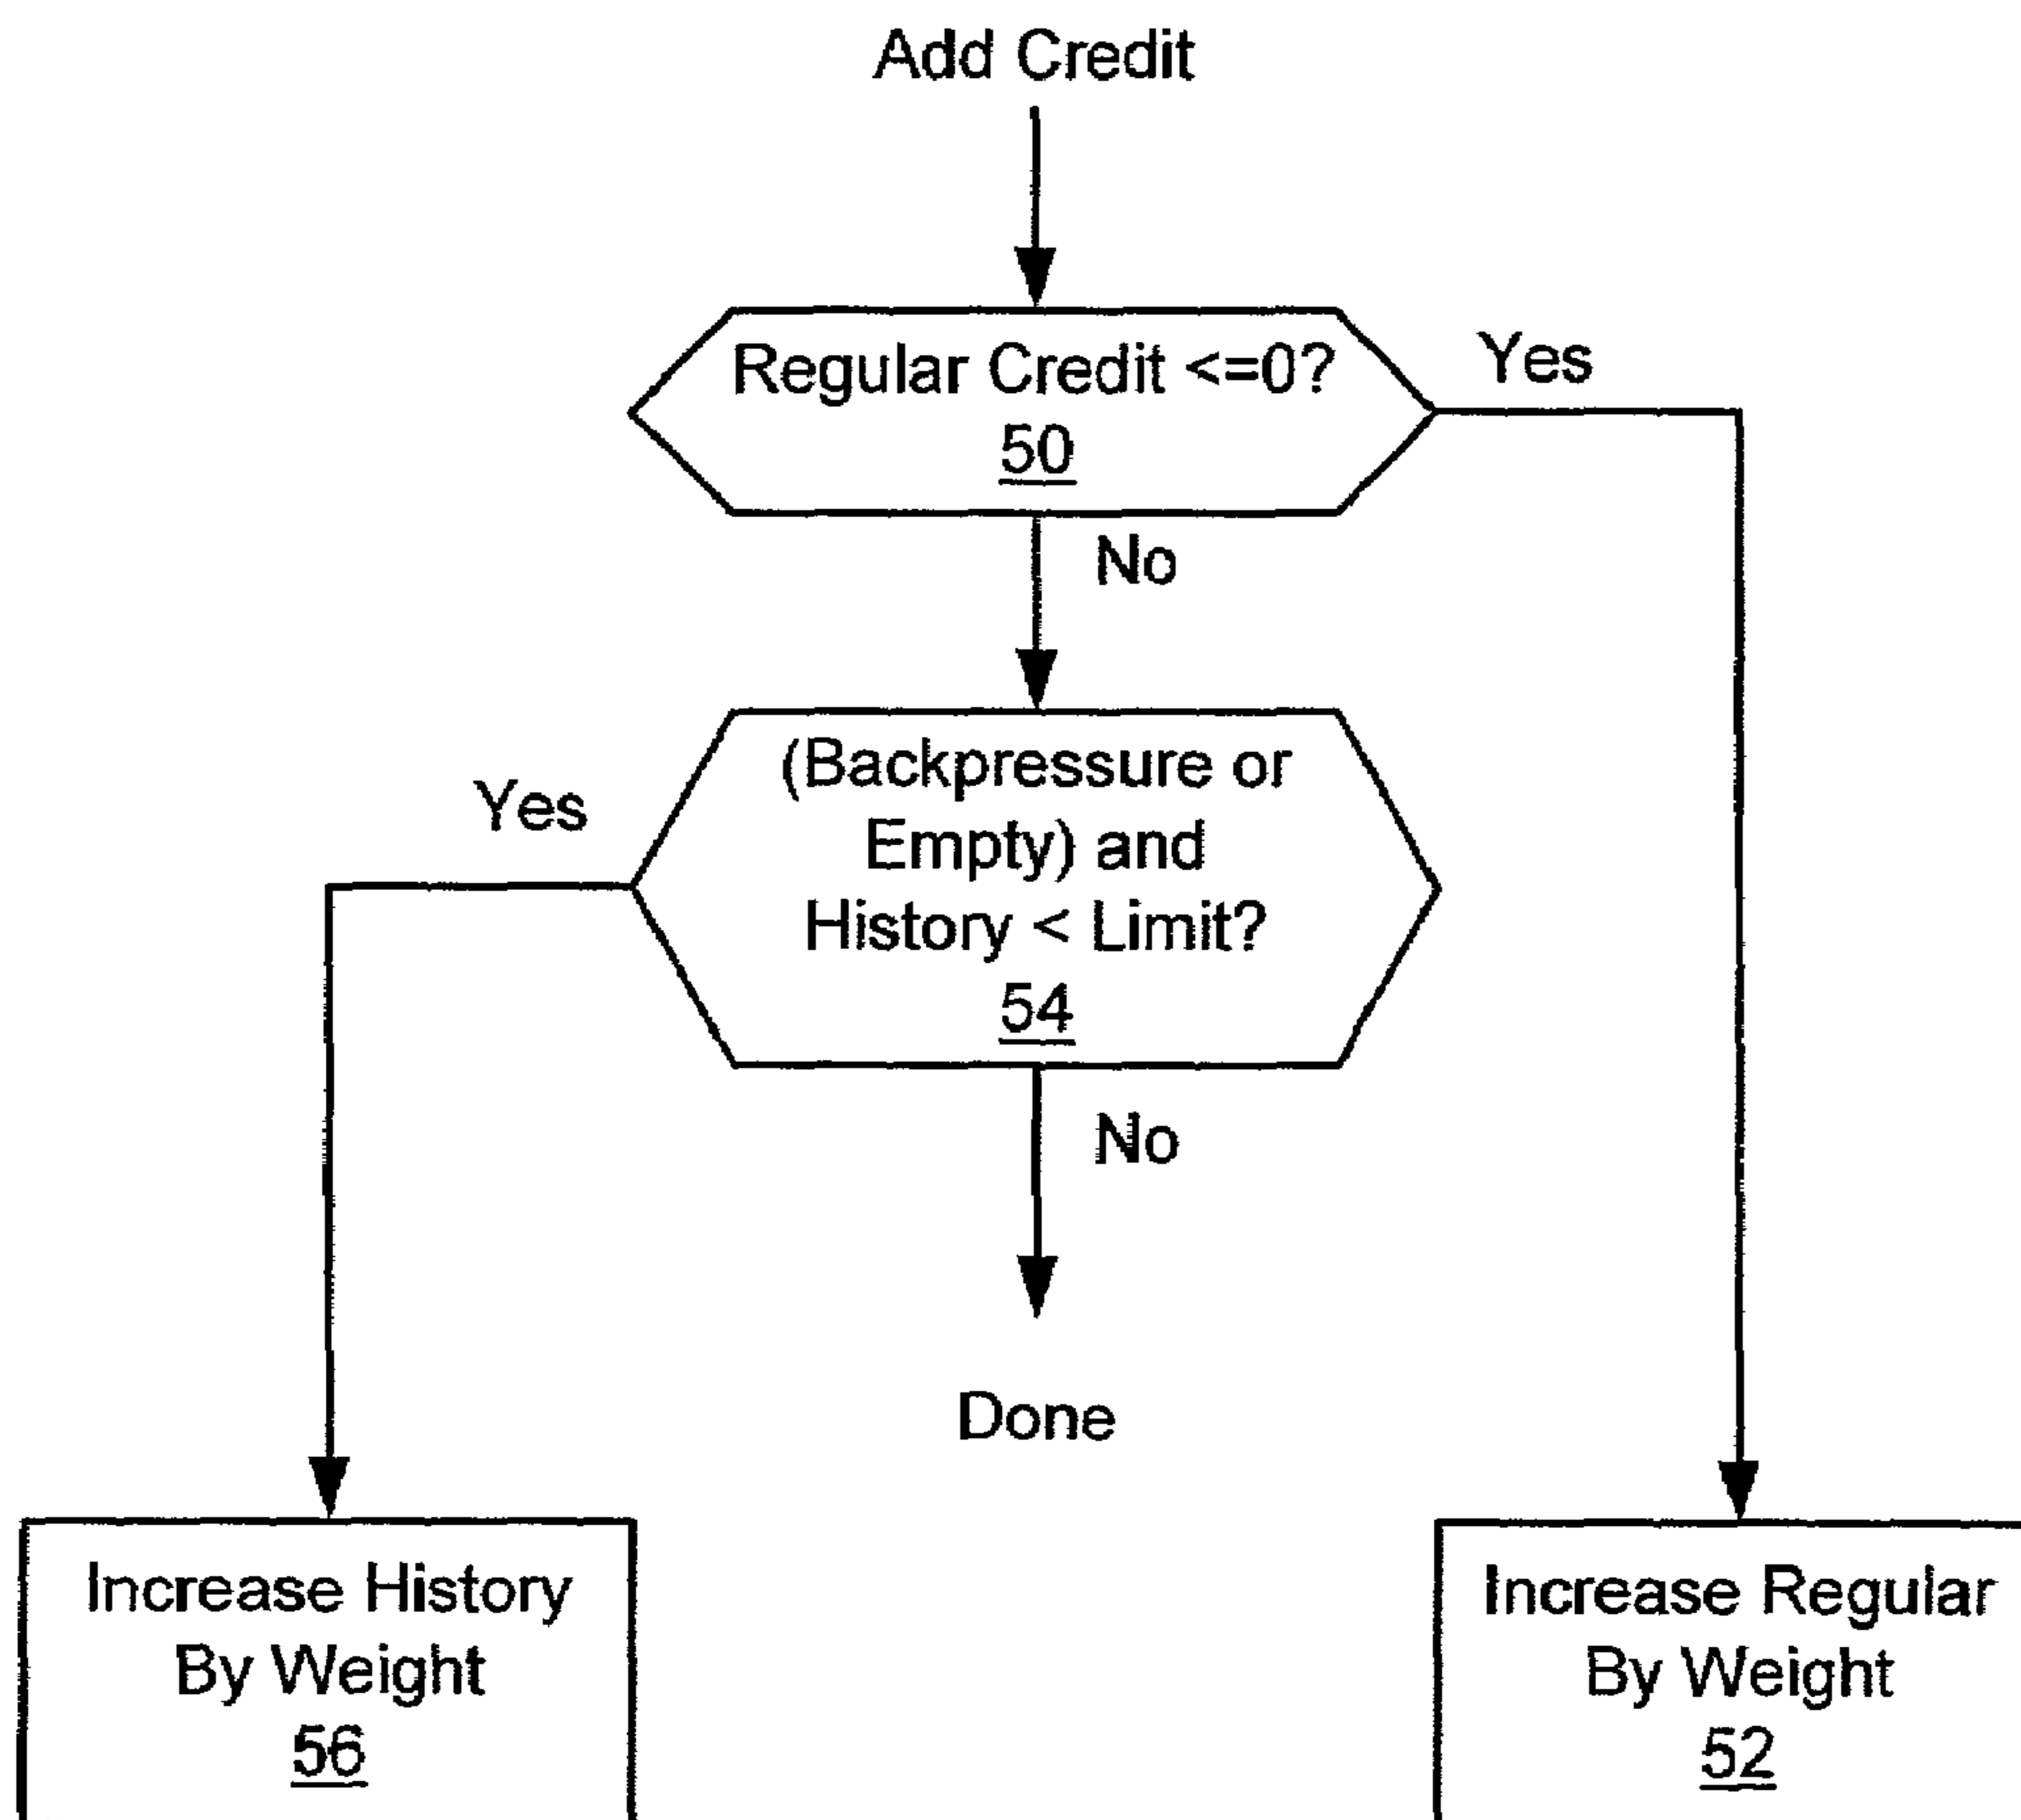 Add Credit
Regular Credit <=0?
50
Yes
No
(Backpressure or
Empty) and
History < Limit?
54
Yes
No
Done
Increase History
By Weight
56
Increase Regular
By Weight
52